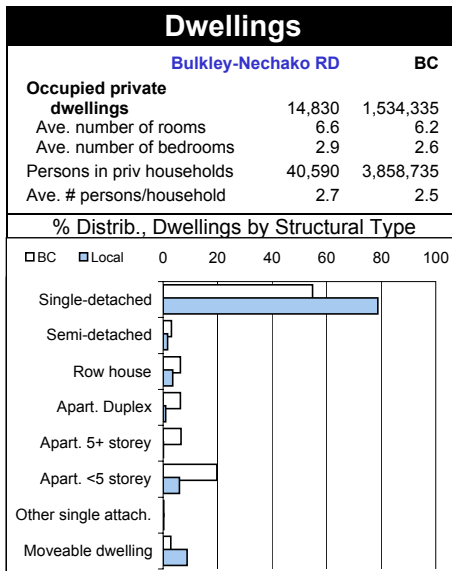 Dwellings
Bulkley-Nechako RD BC
Occupied private
dwellings 14,830 1,534,335
Ave. number of rooms 6.6 6.2
Ave. number of bedrooms 2.9 2.6
Persons in priv households 40,590 3,858,735
Ave. # persons/household 2.7 2.5
% Distrib., Dwellings by Structural Type
BC Local 0 20 40 60 80 100
Single-detached
Semi-detached
Row house
Apart. Duplex
Apart. 5+ storey
Apart. <5 storey
Other single attach.
Moveable dwelling